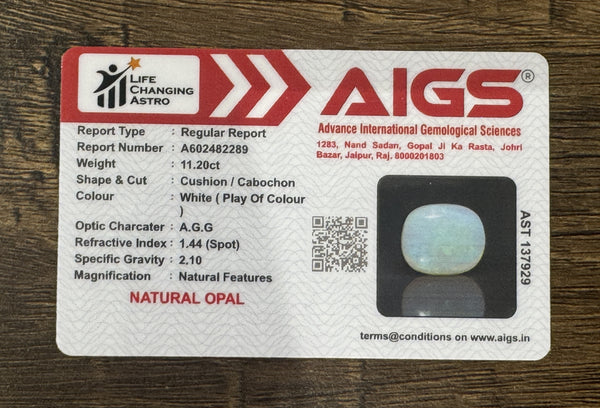 LIFE
CHANGING
ASTRO
AIGS®
Advance International Gemological Sciences
1283, Nand Sadan, Gopal Ji Ka Rasta, Johri
Bazar, Jaipur, Raj. 8000201803
Report Type : Regular Report
Report Number : A602482289
Weight : 11.20ct
Shape & Cut : Cushion / Cabochon
Colour : White ( Play Of Colour
)
Optic Charcater : A.G.G
Refractive Index : 1.44 (Spot)
Specific Gravity : 2.10
Magnification : Natural Features
NATURAL OPAL
AST 137929
terms@conditions on www.aigs.in